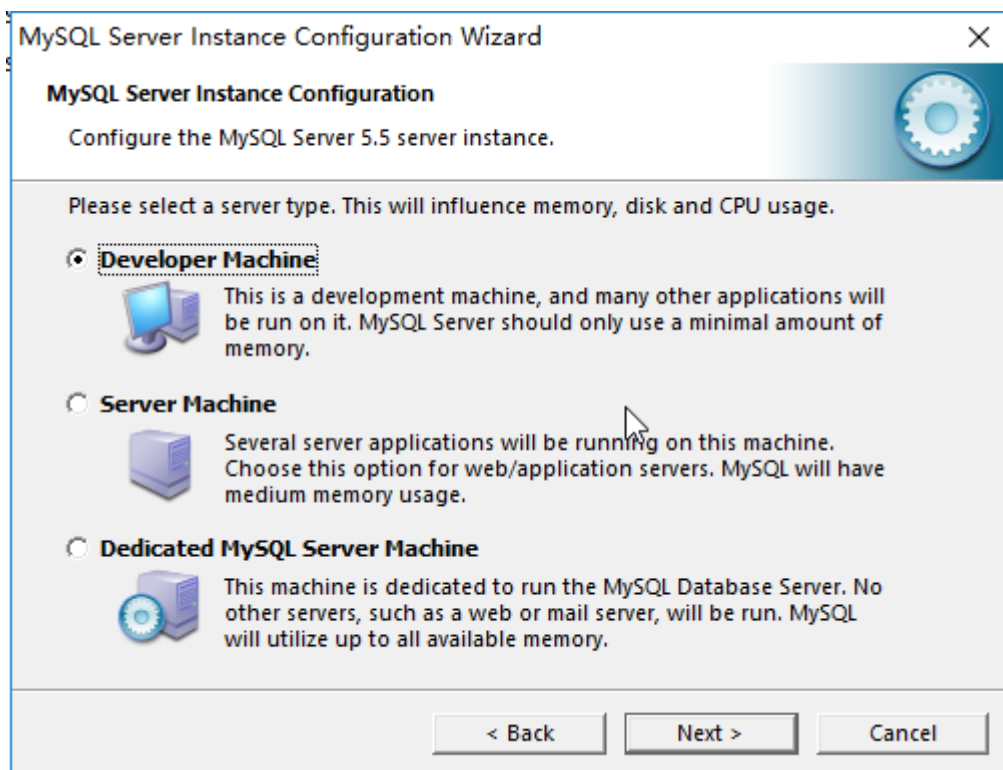 MySQL Server Instance Configuration Wizard
MySQL Server Instance Configuration
Configure the MySQL Server 5.5 server instance.
Please select a server type. This will influence memory, disk and CPU usage.
Developer Machine
This is a development machine, and many other applications will
be run on it. MySQL Server should only use a minimal amount of
memory.
Server Machine
Several server applications will be running on this machine.
Choose this option for web/application servers. MySQL will have
medium memory usage.
Dedicated MySQL Server Machine
This machine is dedicated to run the MySQL Database Server. No
other servers, such as a web or mail server, will be run. MySQL
will utilize up to all available memory.
< Back Next > Cancel